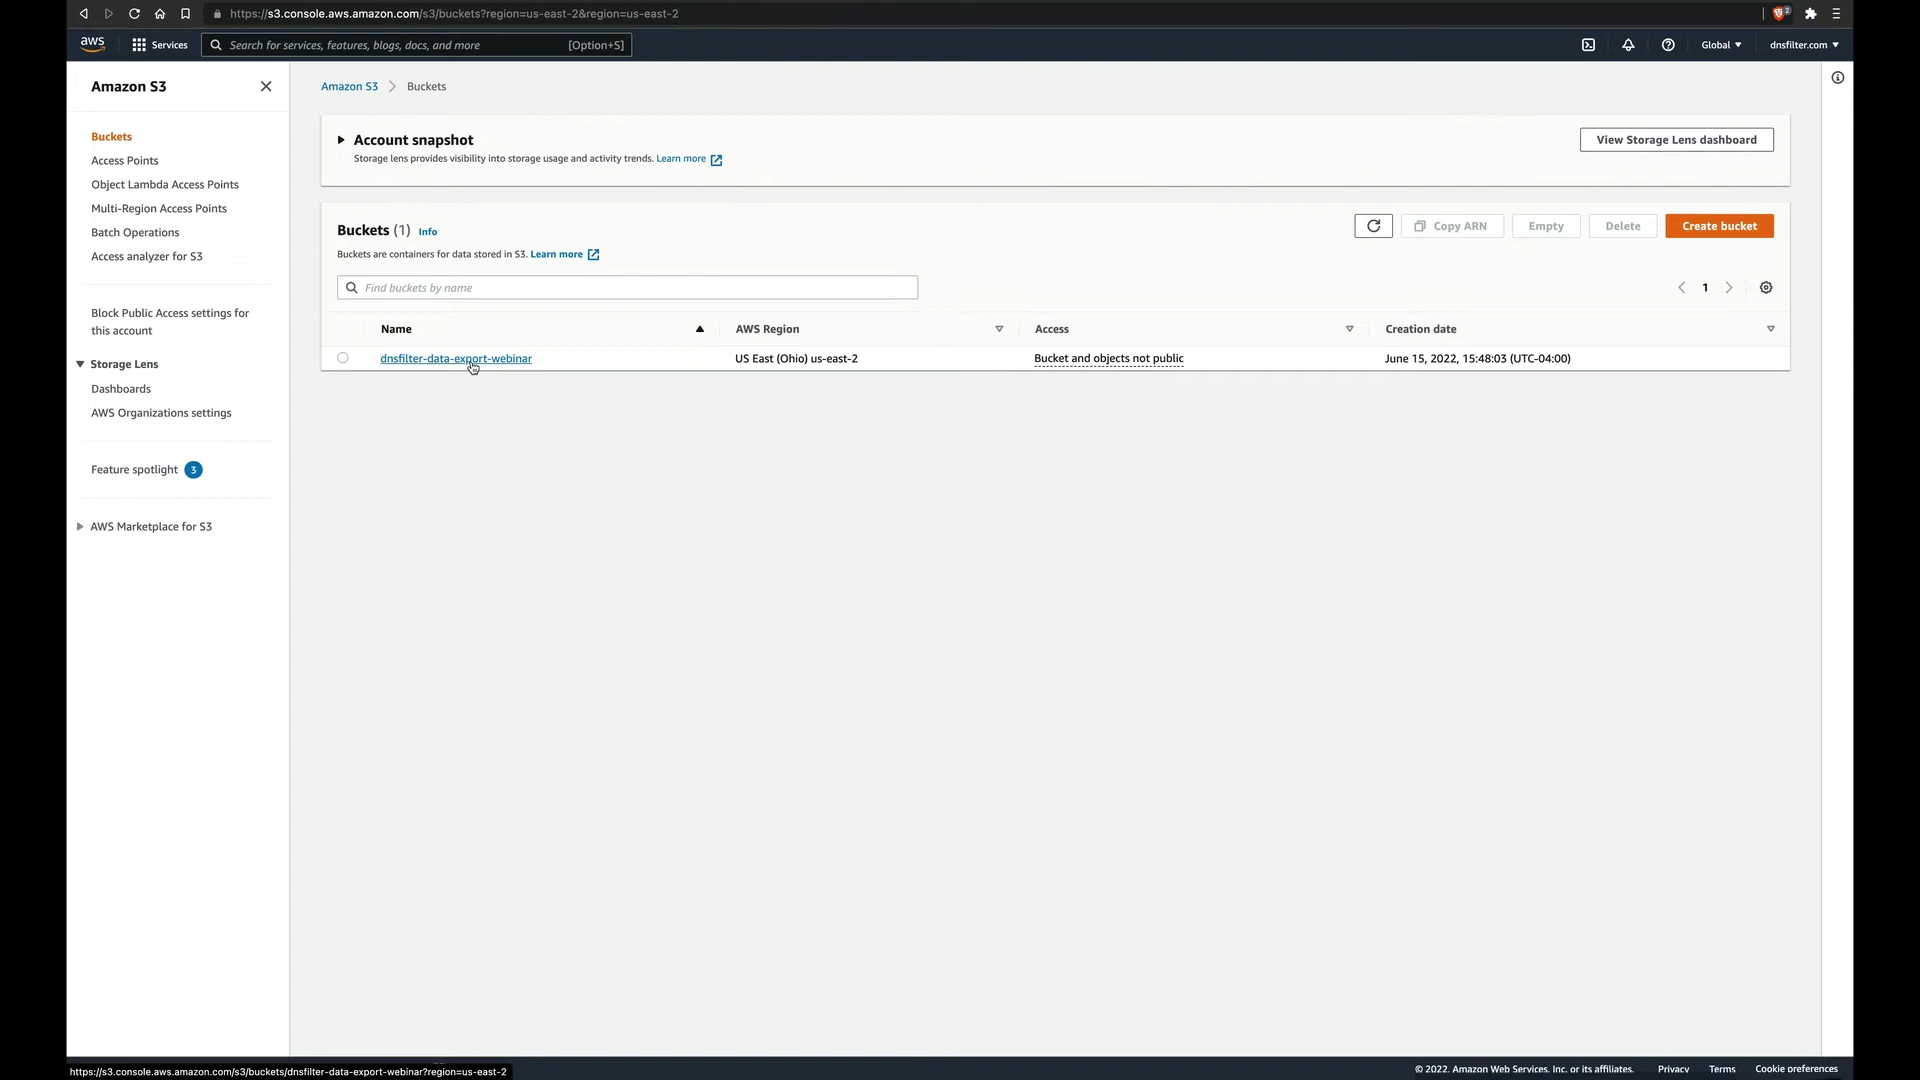 https://s3.console.aws.amazon.com/s3/buckets?region=us-east-2&region=us-east-2
2
aws
Services
Search for services, features, blogs, docs, and more
[Option+S]
Global
dnsfilter.com
Amazon S3
Buckets
Access Points
Object Lambda Access Points
Multi-Region Access Points
Batch Operations
Access analyzer for S3
Block Public Access settings for
this account
Storage Lens
Dashboards
AWS Organizations settings
Feature spotlight 3
AWS Marketplace for S3
Amazon S3 Buckets
Account snapshot
Storage lens provides visibility into storage usage and activity trends. Learn more
View Storage Lens dashboard
Buckets (1) Info
Buckets are containers for data stored in S3. Learn more
Copy ARN
Empty
Delete
Create bucket
Find buckets by name
1
Name AWS Region Access Creation date
dnsfilter-data-export-webinar US East (Ohio) us-east-2 Bucket and objects not public June 15, 2022, 15:48:03 (UTC-04:00)
https://s3.console.aws.amazon.com/s3/buckets/dnsfilter-data-export-webinar?region=us-east-2
© 2022, Amazon Web Services, Inc. or its affiliates. Privacy Terms Cookie preferences